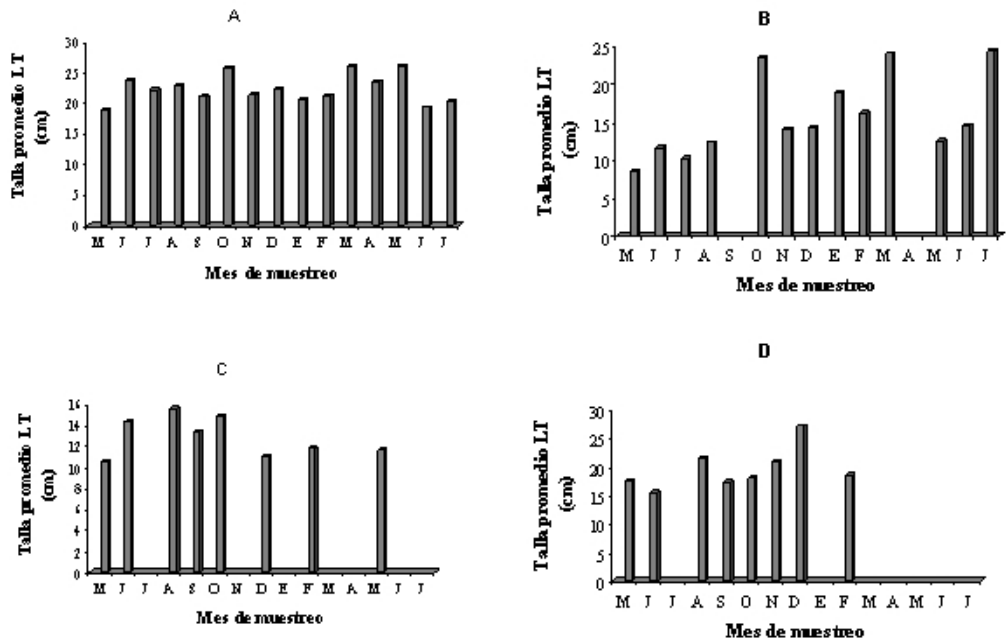 A
Talla promedio LT
(cm)
30
25
20
15
10
5
0
M J J A S O N D E F M A M J J
Mes de muestreo
B
Talla promedio LT
(cm)
25
20
15
10
5
0
M J J A S O N D E F M A M J J
Mes de muestreo
C
Talla promedio LT
(cm)
16
14
12
10
8
6
4
2
0
M J J A S O N D E F M A M J J
Mes de muestreo
D
Talla promedio LT
(cm)
30
25
20
15
10
5
0
M J J A S O N D E F M A M J J
Mes de muestreo